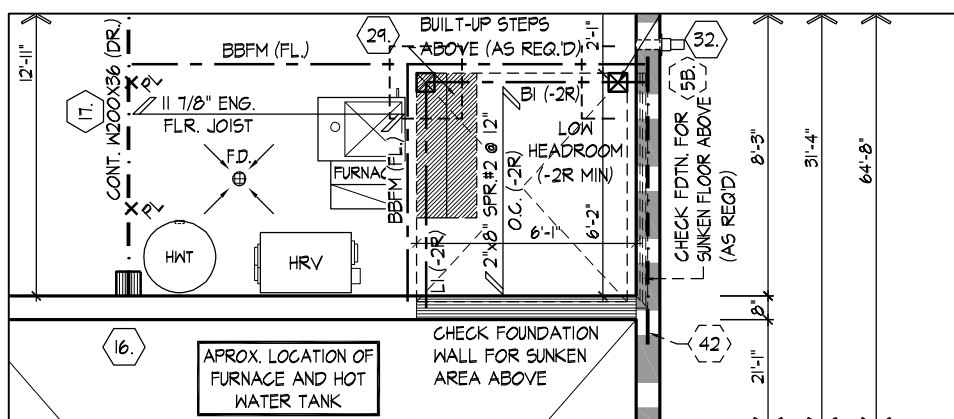 12'-11"
CONT. W200X36 (DR.)
17.
PL
PL
BBFM (FL.)
29.
BUILT-UP STEPS
ABOVE (AS REQ.'D)
2'-1"
32.
11 7/8" ENG.
FLR. JOIST
F.D.
FURNAC
BBFM (FL.)
HWT
HRV
L1 (-2R)
2"x8" SPR.#2 @ 12"
O.C. (-2R)
B1 (-2R)
LOW
HEADROOM
(-2R MIN)
6'-1"
6'-2"
5B.
CHECK FDTN. FOR
SUNKEN FLOOR ABOVE
(AS REQ'D)
8'-3"
31'-4"
64'-8"
8"
21'-1"
42
16.
APROX. LOCATION OF
FURNACE AND HOT
WATER TANK
CHECK FOUNDATION
WALL FOR SUNKEN
AREA ABOVE